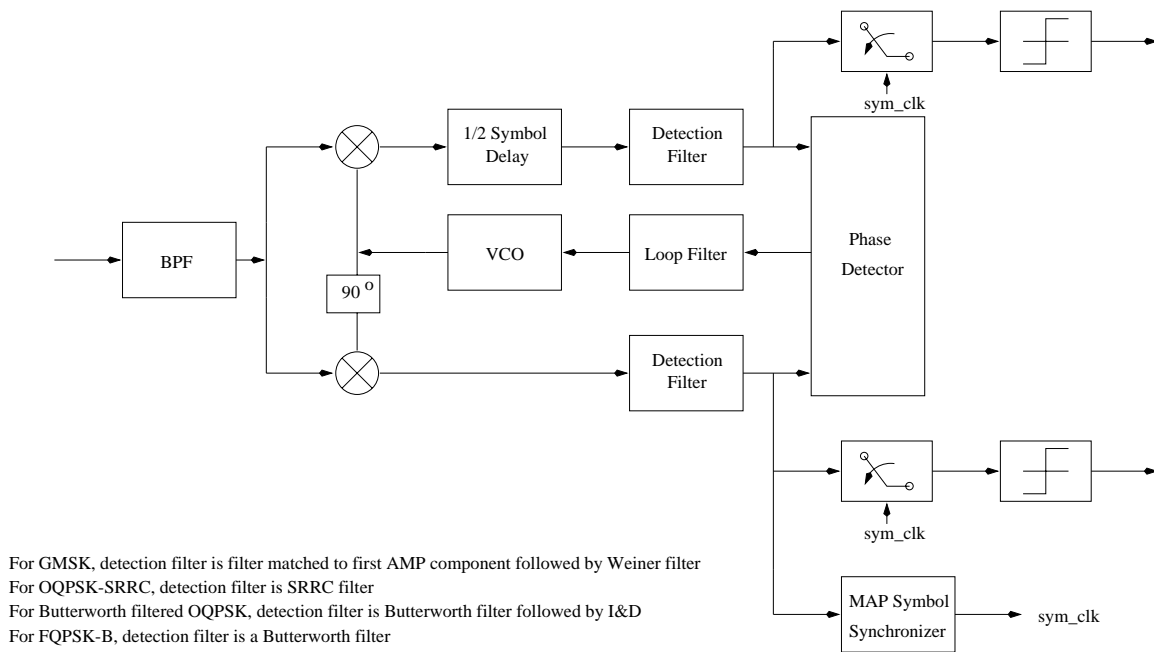 sym_clk
1/2 Symbol
Delay
Detection
Filter
BPF
VCO
Loop Filter
Phase
Detector
90 o
Detection
Filter
sym_clk
For GMSK, detection filter is filter matched to first AMP component followed by Weiner filter
For OQPSK-SRRC, detection filter is SRRC filter
For Butterworth filtered OQPSK, detection filter is Butterworth filter followed by I&D
For FQPSK-B, detection filter is a Butterworth filter
MAP Symbol
Synchronizer
sym_clk